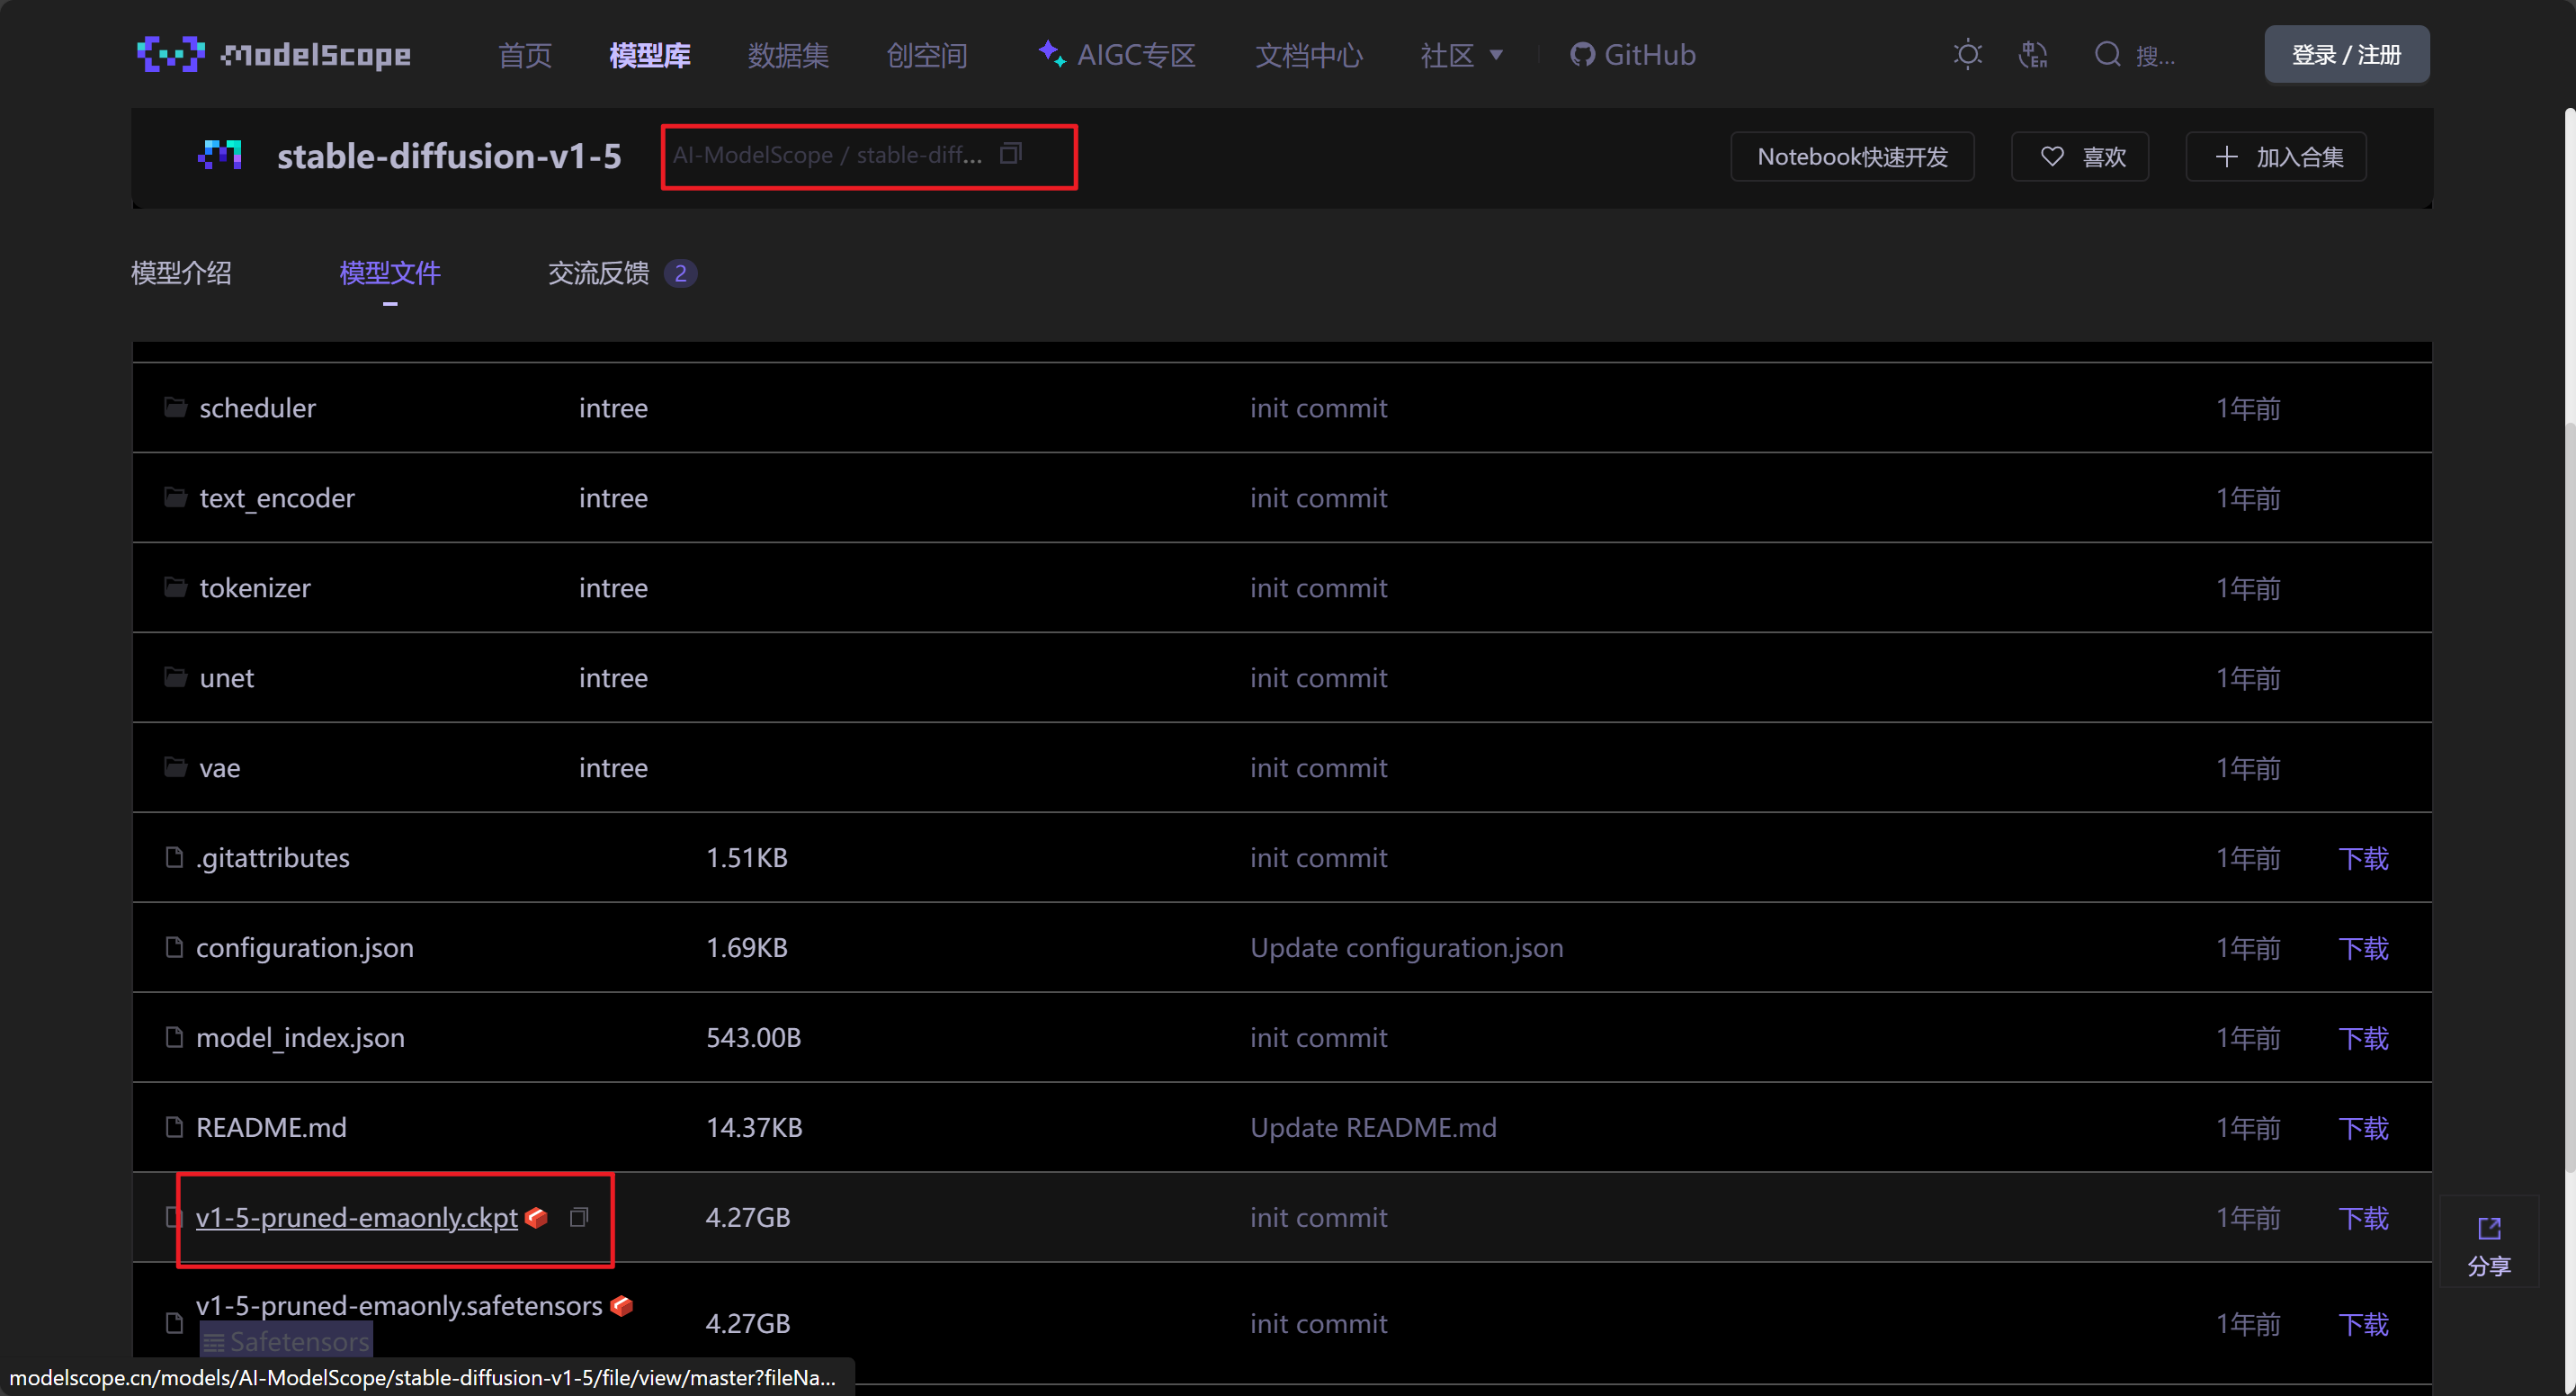 ModelScope 首页 模型库 数据集 创空间 AIGC专区 文档中心 社区 GitHub 中 En 搜... 登录 / 注册
stable-diffusion-v1-5 AI-ModelScope / stable-diff... Notebook快速开发 喜欢 加入合集
模型介绍 模型文件 交流反馈 2
scheduler intree init commit 1年前
text_encoder intree init commit 1年前
tokenizer intree init commit 1年前
unet intree init commit 1年前
vae intree init commit 1年前
.gitattributes 1.51KB init commit 1年前 下载
configuration.json 1.69KB Update configuration.json 1年前 下载
model_index.json 543.00B init commit 1年前 下载
README.md 14.37KB Update README.md 1年前 下载
v1-5-pruned-emaonly.ckpt 4.27GB init commit 1年前 下载
分享
v1-5-pruned-emaonly.safetensors 4.27GB init commit 1年前 下载
Safetensors
modelscope.cn/models/AI-ModelScope/stable-diffusion-v1-5/file/view/master?fileNa...